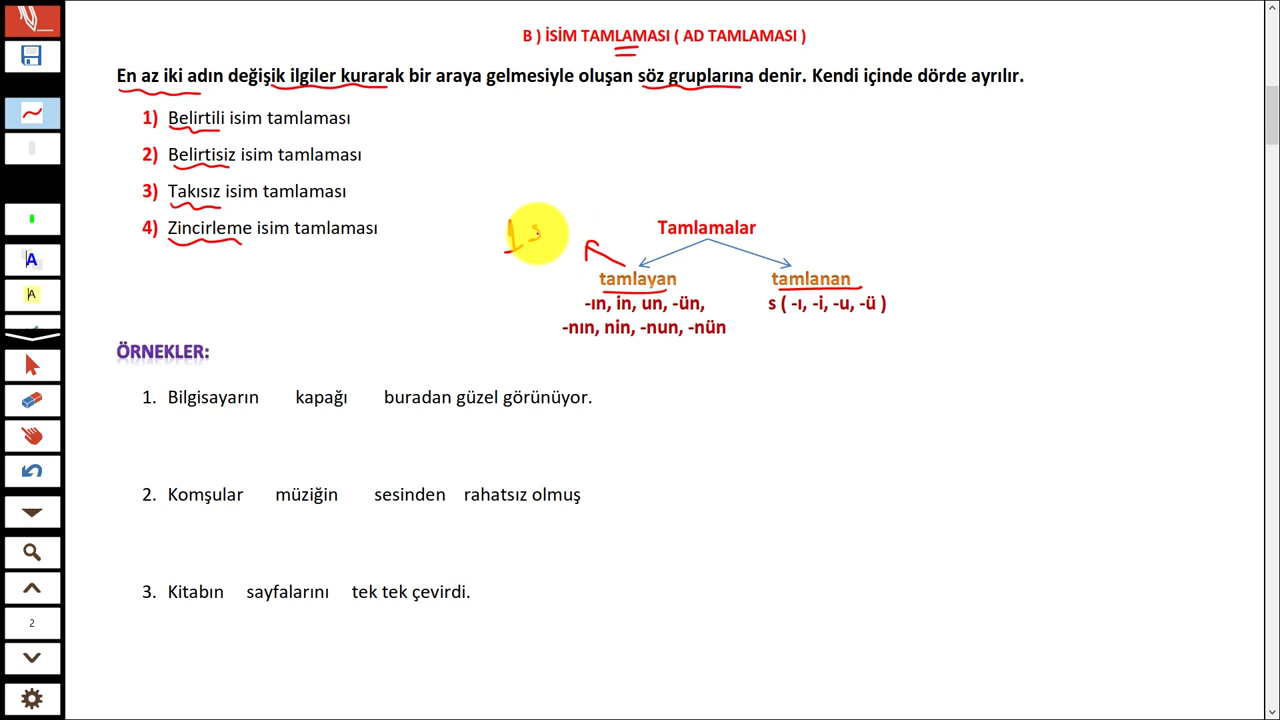 B ) İSİM TAMLAMASI ( AD TAMLAMASI )
En az iki adın değişik ilgiler kurarak bir araya gelmesiyle oluşan söz gruplarına denir. Kendi içinde dörde ayrılır.
1) Belirtili isim tamlaması
2) Belirtisiz isim tamlaması
3) Takısız isim tamlaması
4) Zincirleme isim tamlaması
Tamlamalar
tamlayan tamlanan
-ın, in, un, -ün, s ( -ı, -i, -u, -ü )
-nın, nin, -nun, -nün
ÖRNEKLER:
1. Bilgisayarın kapağı buradan güzel görünüyor.
2. Komşular müziğin sesinden rahatsız olmuş
3. Kitabın sayfalarını tek tek çevirdi.
A
A
2